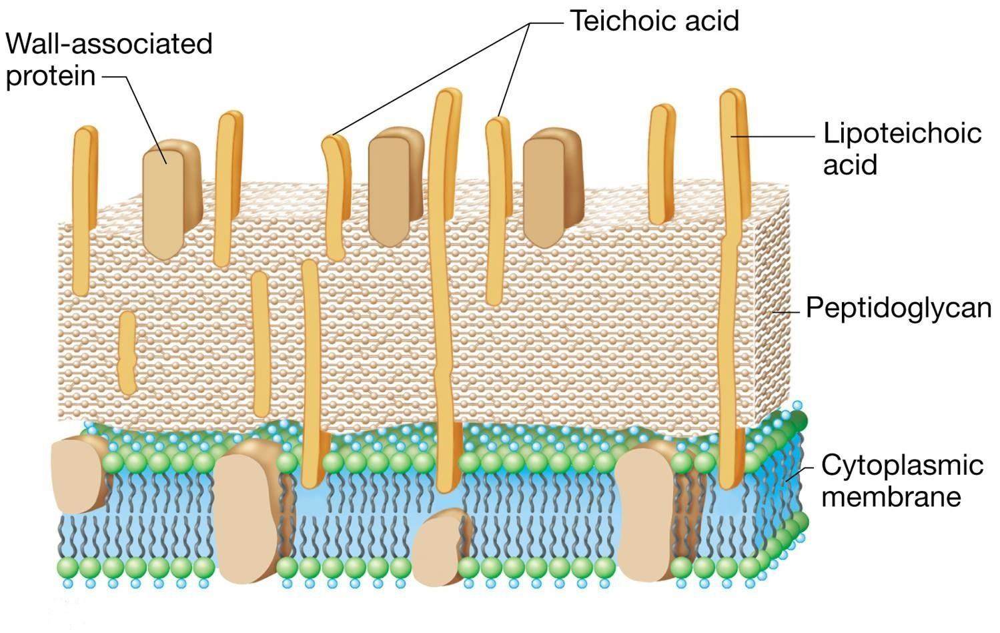 Teichoic acid
Wall-associated
protein
Lipoteichoic
acid
Peptidoglycan
Cytoplasmic
membrane